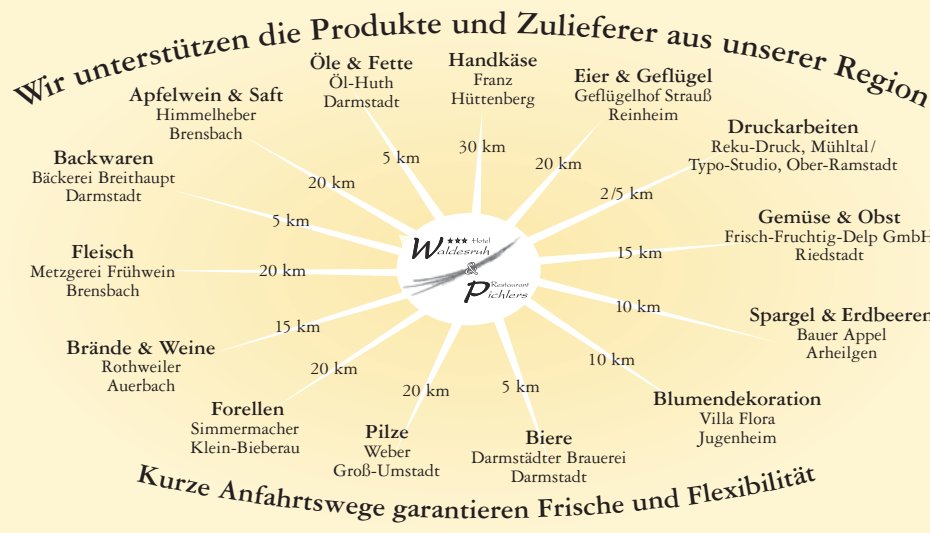 Wir unterstützen die Produkte und Zulieferer aus unserer Region
Öle & Fette
Öl-Huth
Darmstadt
5 km
Handkäse
Franz
Hüttenberg
30 km
Eier & Geflügel
Geflügelhof Strauß
Reinheim
20 km
Druckarbeiten
Reku-Druck, Mühltal/
Typo-Studio, Ober-Ramstadt
2/5 km
Gemüse & Obst
Frisch-Fruchtig-Delp GmbH
Riedstadt
15 km
Spargel & Erdbeeren
Bauer Appel
Arheilgen
10 km
Blumendekoration
Villa Flora
Jugenheim
10 km
Biere
Darmstädter Brauerei
Darmstadt
5 km
Pilze
Weber
Groß-Umstadt
20 km
Forellen
Simmermacher
Klein-Bieberau
20 km
Brände & Weine
Rothweiler
Auerbach
15 km
Fleisch
Metzgerei Frühwein
Brensbach
20 km
Backwaren
Bäckerei Breithaupt
Darmstadt
5 km
Apfelwein & Saft
Himmelheber
Brensbach
20 km
★★★ Hotel
Waldesruh
&
Restaurant
Pichlers
Kurze Anfahrtswege garantieren Frische und Flexibilität